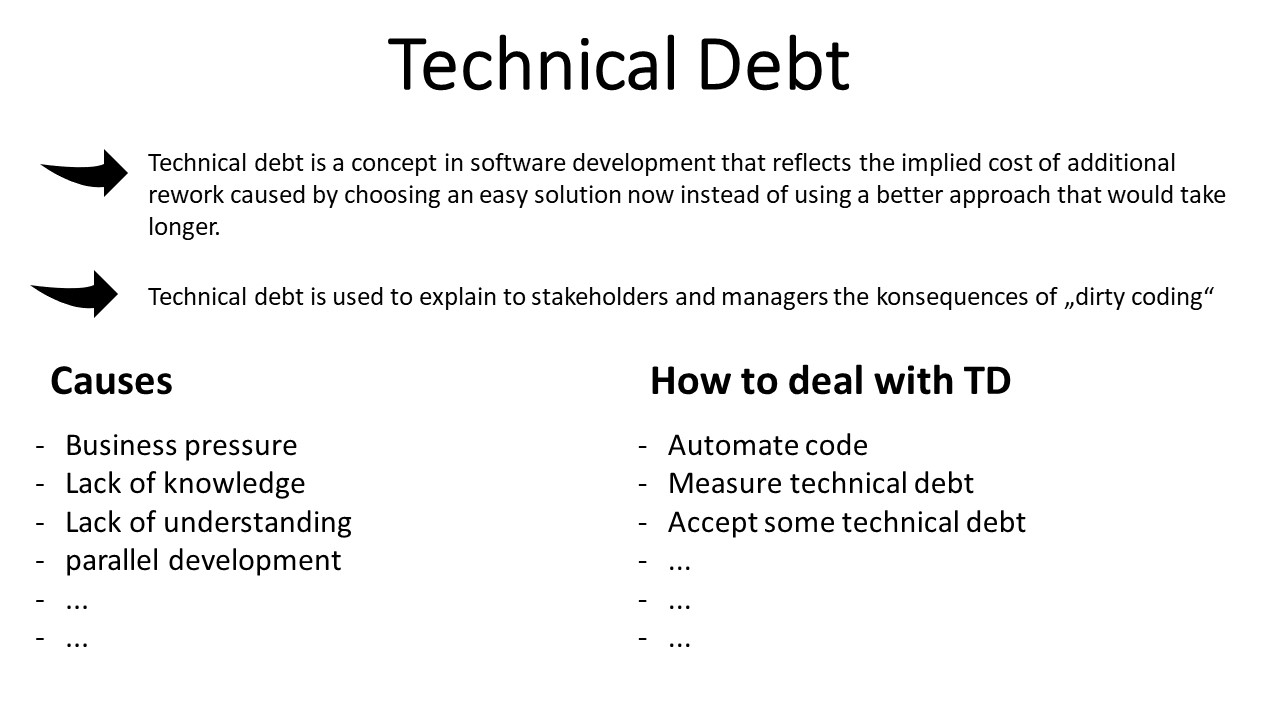 Technical Debt
Technical debt is a concept in software development that reflects the implied cost of additional
rework caused by choosing an easy solution now instead of using a better approach that would take
longer.
Technical debt is used to explain to stakeholders and managers the konsequences of „dirty coding“
Causes
- Business pressure
- Lack of knowledge
- Lack of understanding
- parallel development
- ...
- ...
How to deal with TD
- Automate code
- Measure technical debt
- Accept some technical debt
- ...
- ...
- ...